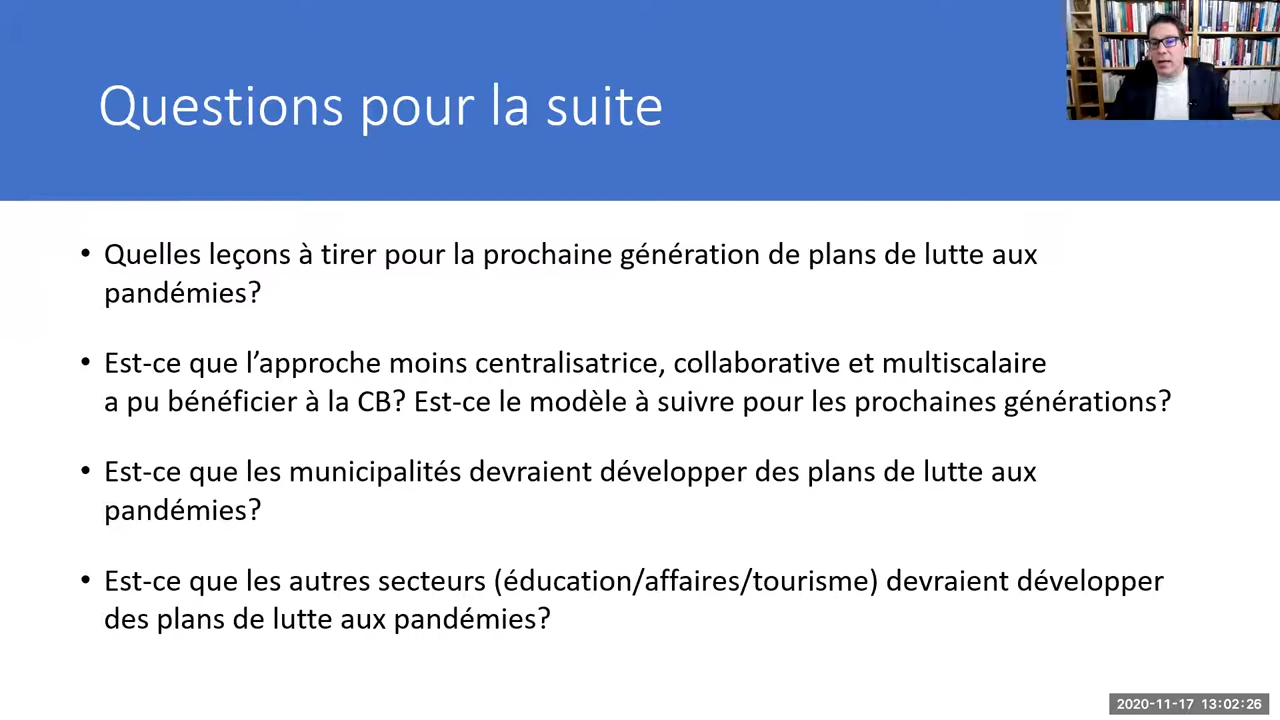 Questions pour la suite
• Quelles leçons à tirer pour la prochaine génération de plans de lutte aux
pandémies?
• Est-ce que l’approche moins centralisatrice, collaborative et multiscalaire
a pu bénéficier à la CB? Est-ce le modèle à suivre pour les prochaines générations?
• Est-ce que les municipalités devraient développer des plans de lutte aux
pandémies?
• Est-ce que les autres secteurs (éducation/affaires/tourisme) devraient développer
des plans de lutte aux pandémies?
2020-11-17 13:02:26